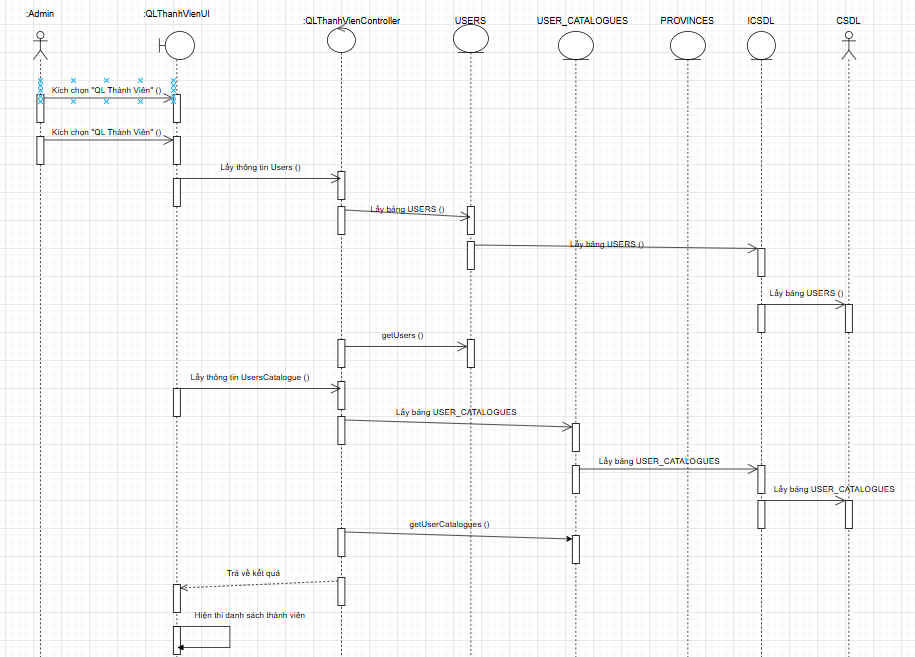 :Admin
:QLThanhVienUI
:QLThanhVienController
USERS
USER_CATALOGUES
PROVINCES
ICSDL
CSDL
Kích chọn "QL Thành Viên" ()
Kích chọn "QL Thành Viên" ()
Lấy thông tin Users ()
Lấy bảng USERS ()
Lấy bảng USERS ()
Lấy bảng USERS ()
getUsers ()
Lấy thông tin UsersCatalogue ()
Lấy bảng USER_CATALOGUES
Lấy bảng USER_CATALOGUES
Lấy bảng USER_CATALOGUES
getUserCatalogues ()
Trả về kết quả
Hiện thi danh sách thành viên